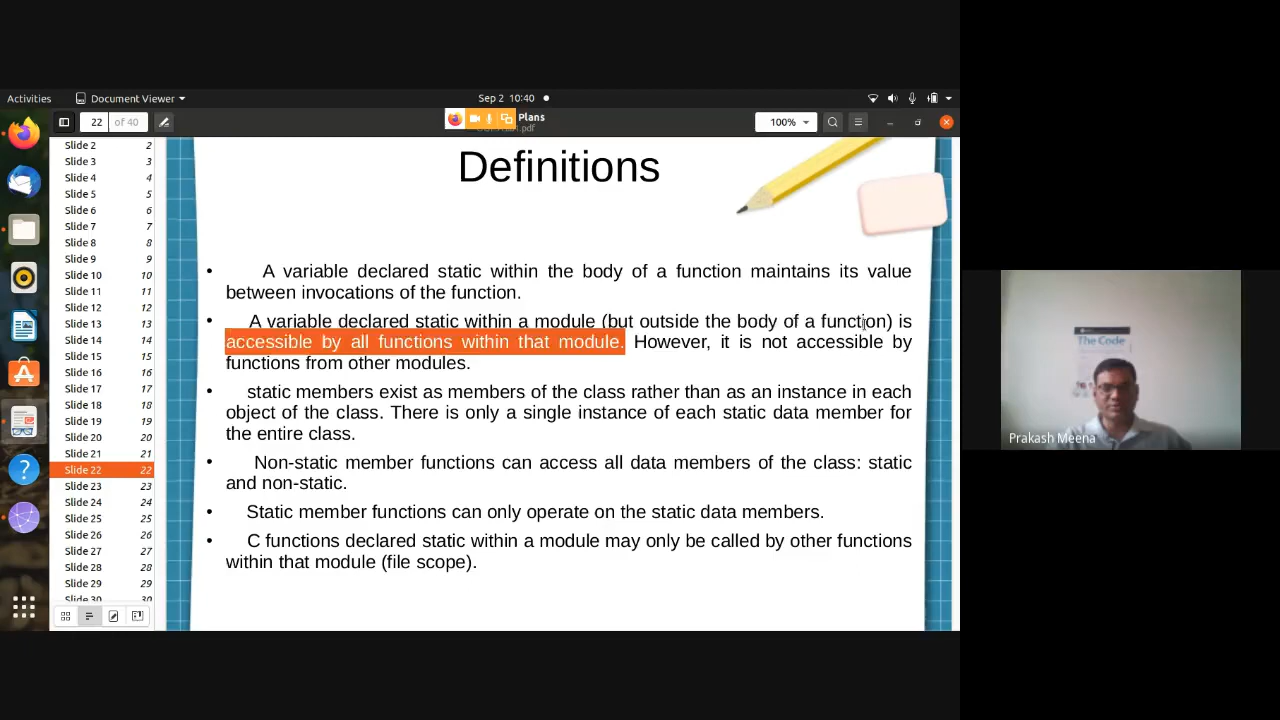 Activities
Document Viewer
Sep 2 10:40
22 of 40
Plans
100%
Slide 2 2
Slide 3 3
Slide 4 4
Slide 5 5
Slide 6 6
Slide 7 7
Slide 8 8
Slide 9 9
Slide 10 10
Slide 11 11
Slide 12 12
Slide 13 13
Slide 14 14
Slide 15 15
Slide 16 16
Slide 17 17
Slide 18 18
Slide 19 19
Slide 20 20
Slide 21 21
Slide 22 22
Slide 23 23
Slide 24 24
Slide 25 25
Slide 26 26
Slide 27 27
Slide 28 28
Slide 29 29
Slide 30 30
Definitions
• A variable declared static within the body of a function maintains its value
between invocations of the function.
• A variable declared static within a module (but outside the body of a function) is
accessible by all functions within that module. However, it is not accessible by
functions from other modules.
• static members exist as members of the class rather than as an instance in each
object of the class. There is only a single instance of each static data member for
the entire class.
• Non-static member functions can access all data members of the class: static
and non-static.
• Static member functions can only operate on the static data members.
• C functions declared static within a module may only be called by other functions
within that module (file scope).
The Code
Prakash Meena